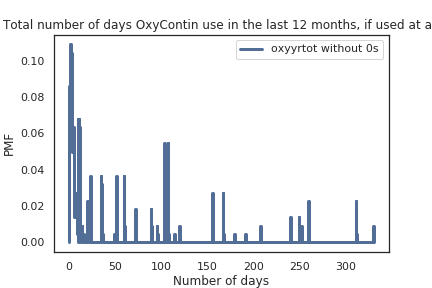 Total number of days OxyContin use in the last 12 months, if used at a
oxyyrtot without 0s
0.10
0.08
0.06
0.04
0.02
0.00
PMF
0 50 100 150 200 250 300
Number of days